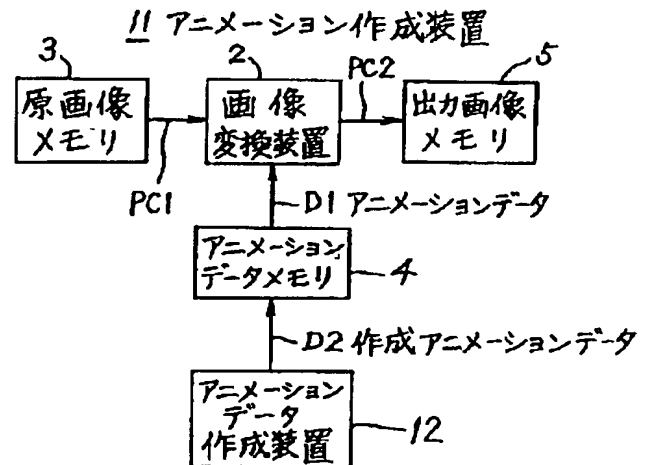 11 アニメーション作成装置
3
2
PC2
5
原画像
メモリ
画像
変換装置
出力画像
メモリ
PC1
D1 アニメーションデータ
アニメーション
データメモリ
4
D2 作成アニメーションデータ
アニメーション
データ
作成装置
12